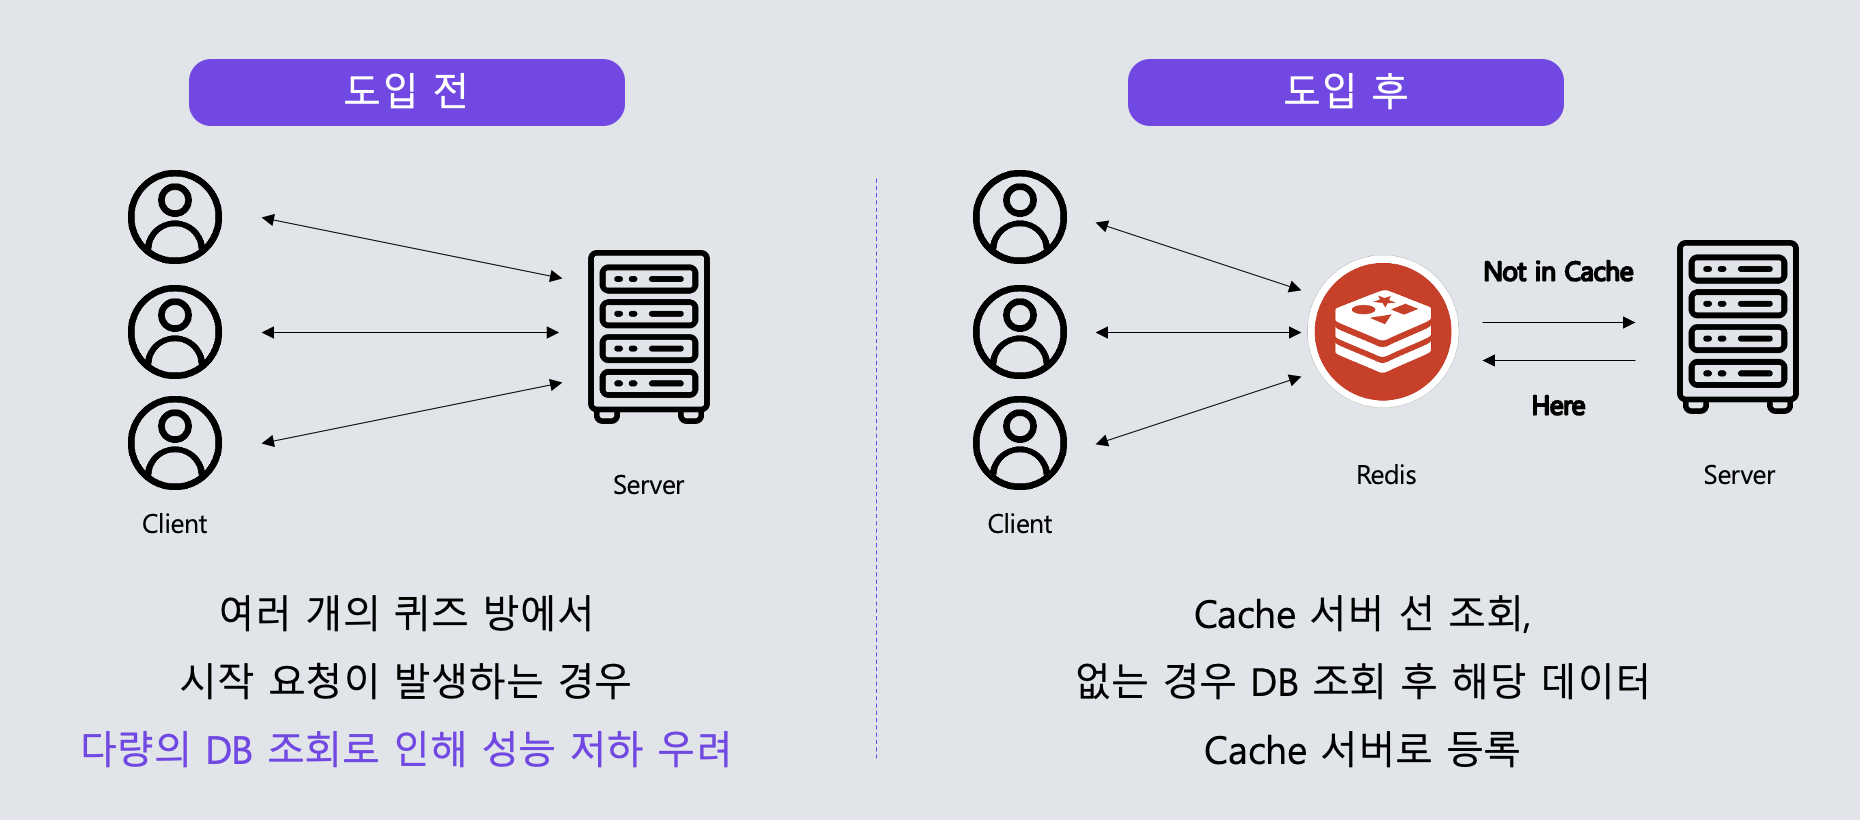 도입 전
Client
Server
여러 개의 퀴즈 방에서
시작 요청이 발생하는 경우
다량의 DB 조회로 인해 성능 저하 우려
도입 후
Client
Redis
Not in Cache
Here
Server
Cache 서버 선 조회,
없는 경우 DB 조회 후 해당 데이터
Cache 서버로 등록